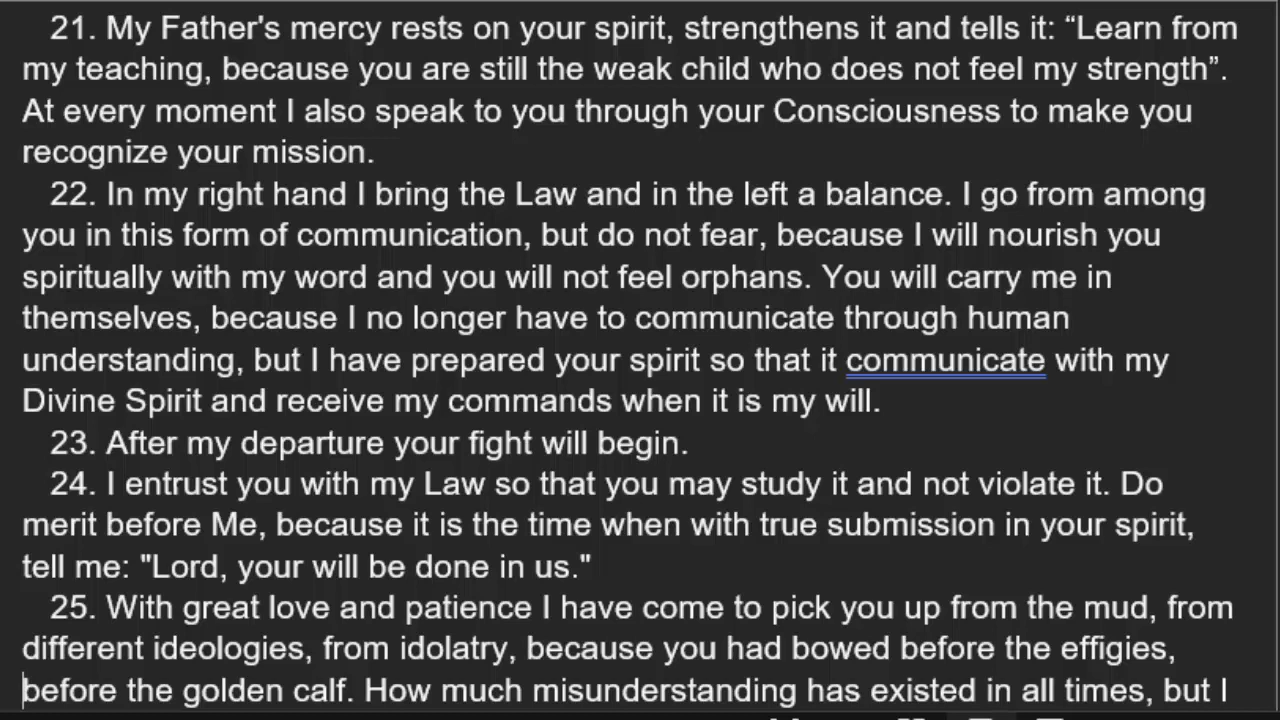 21. My Father's mercy rests on your spirit, strengthens it and tells it: “Learn from
my teaching, because you are still the weak child who does not feel my strength”.
At every moment I also speak to you through your Consciousness to make you
recognize your mission.
22. In my right hand I bring the Law and in the left a balance. I go from among
you in this form of communication, but do not fear, because I will nourish you
spiritually with my word and you will not feel orphans. You will carry me in
themselves, because I no longer have to communicate through human
understanding, but I have prepared your spirit so that it communicate with my
Divine Spirit and receive my commands when it is my will.
23. After my departure your fight will begin.
24. I entrust you with my Law so that you may study it and not violate it. Do
merit before Me, because it is the time when with true submission in your spirit,
tell me: "Lord, your will be done in us."
25. With great love and patience I have come to pick you up from the mud, from
different ideologies, from idolatry, because you had bowed before the effigies,
before the golden calf. How much misunderstanding has existed in all times, but I